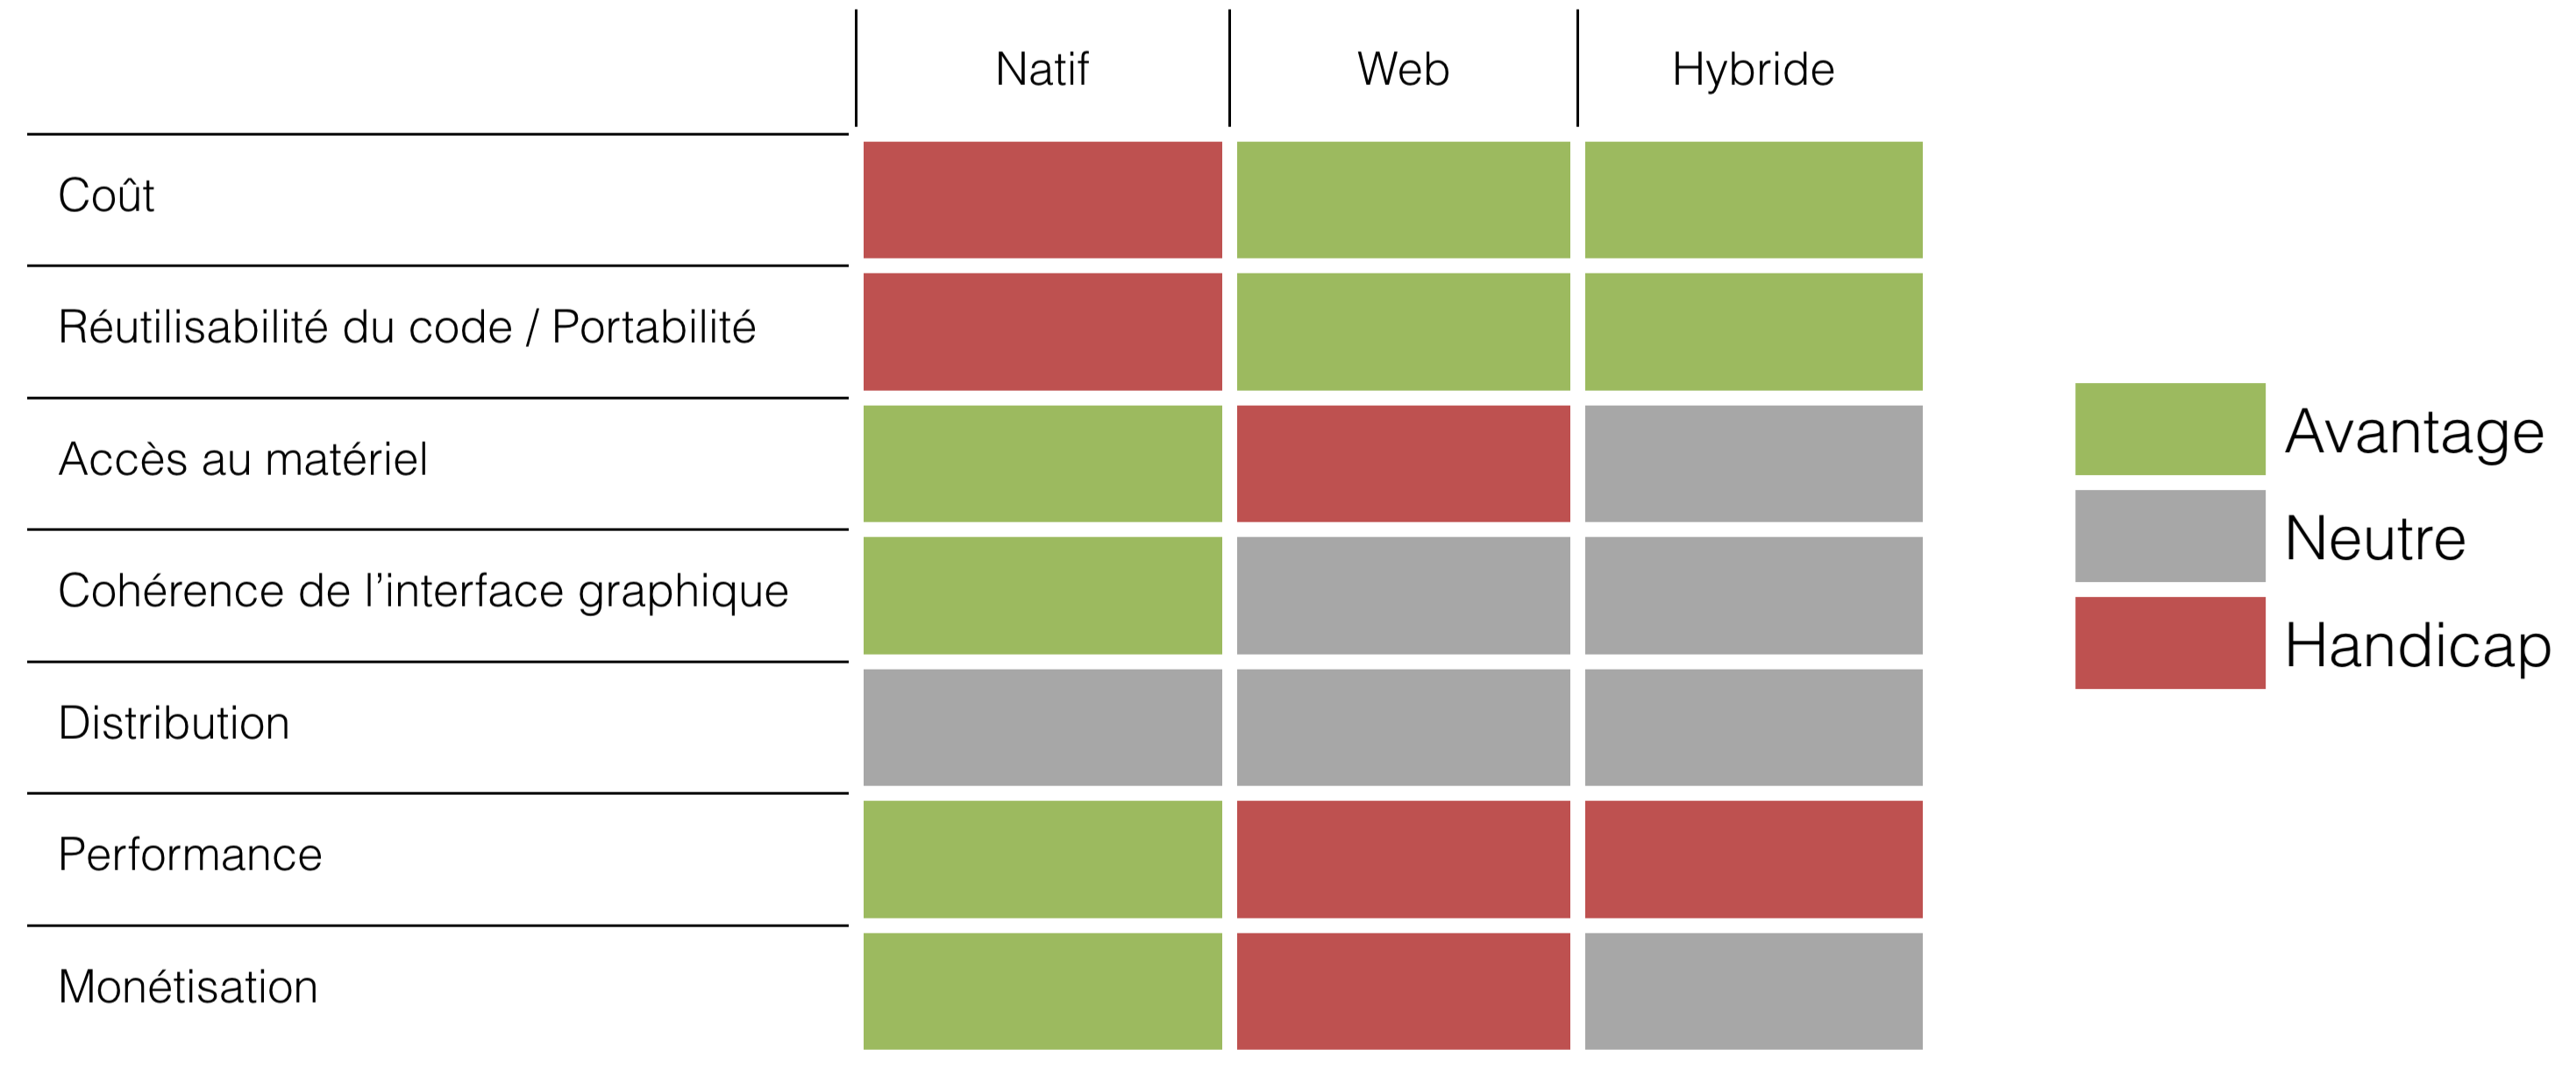 Natif Web Hybride
Coût
Réutilisabilité du code / Portabilité
Accès au matériel
Cohérence de l’interface graphique
Distribution
Performance
Monétisation
Avantage
Neutre
Handicap